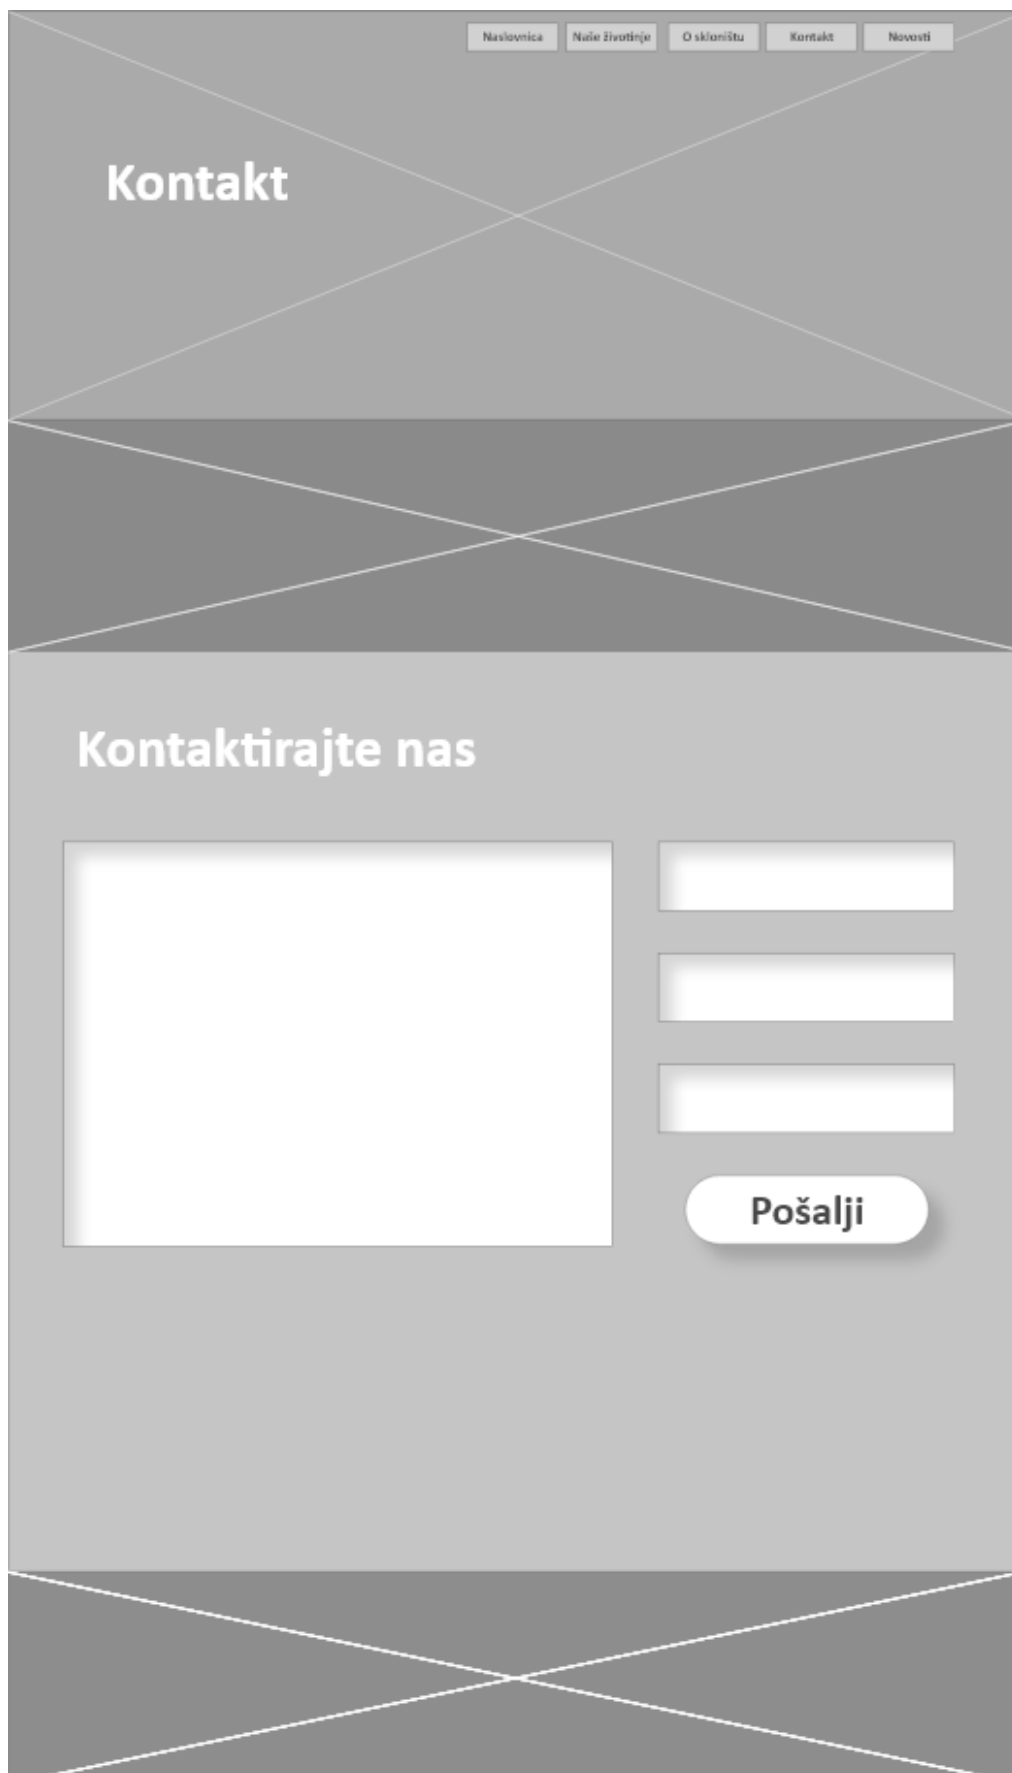 Naslovnica Naše životinje O skloništu Kontakt Novosti
Kontakt
Kontaktirajte nas
Pošalji